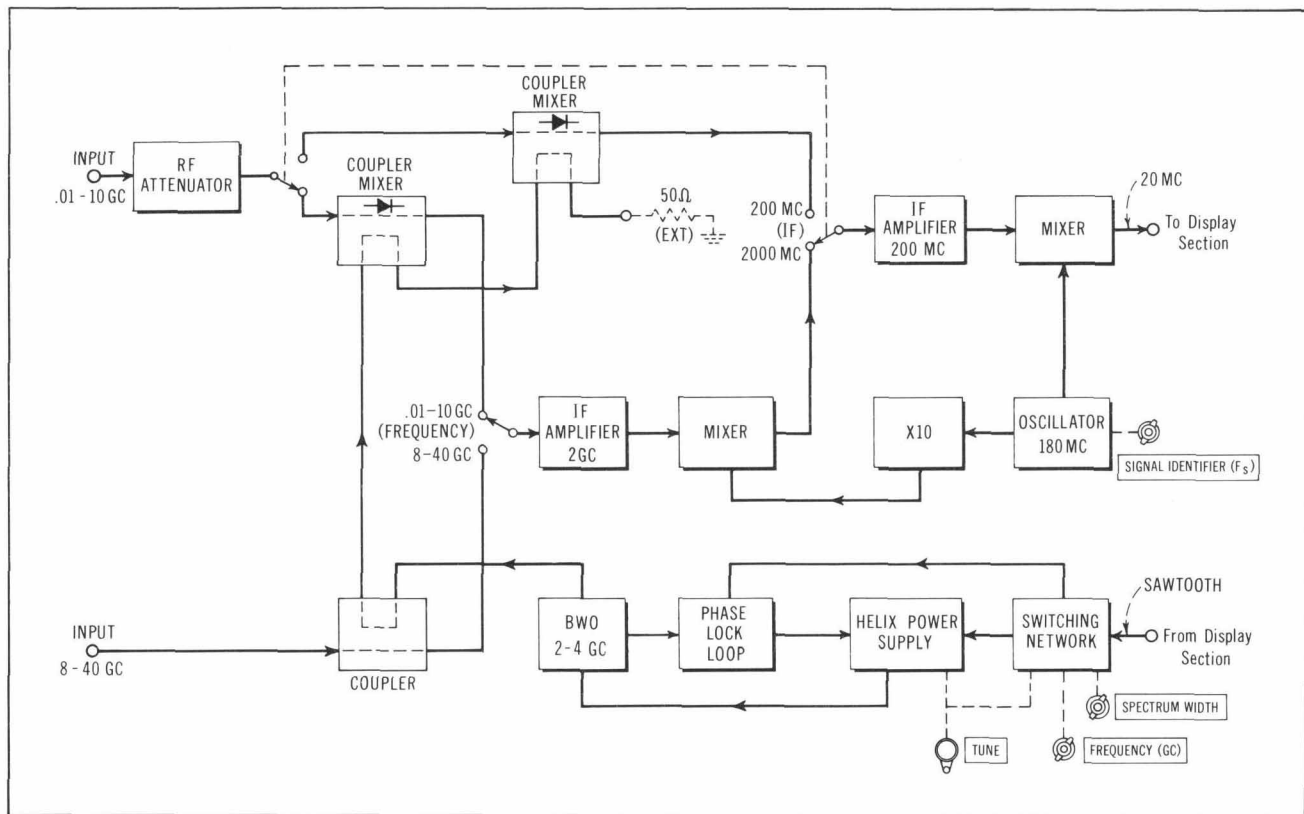 COUPLER
MIXER
INPUT
.01-10 GC
RF
ATTENUATOR
COUPLER
MIXER
50Ω
(EXT)
200 MC
(IF)
2000 MC
IF
AMPLIFIER
200 MC
MIXER
20 MC
To Display
Section
.01-10 GC
(FREQUENCY)
8-40 GC
IF
AMPLIFIER
2GC
MIXER
X10
OSCILLATOR
180 MC
SIGNAL IDENTIFIER (FS)
INPUT
8-40 GC
COUPLER
BWO
2-4 GC
PHASE
LOCK
LOOP
HELIX POWER
SUPPLY
SWITCHING
NETWORK
SAWTOOTH
From Display
Section
SPECTRUM WIDTH
TUNE
FREQUENCY (GC)